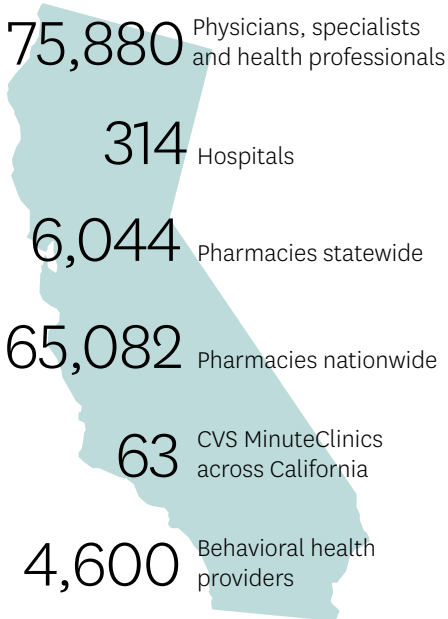 75,880 Physicians, specialists
and health professionals
314 Hospitals
6,044 Pharmacies statewide
65,082 Pharmacies nationwide
63 CVS MinuteClinics
across California
4,600 Behavioral health
providers